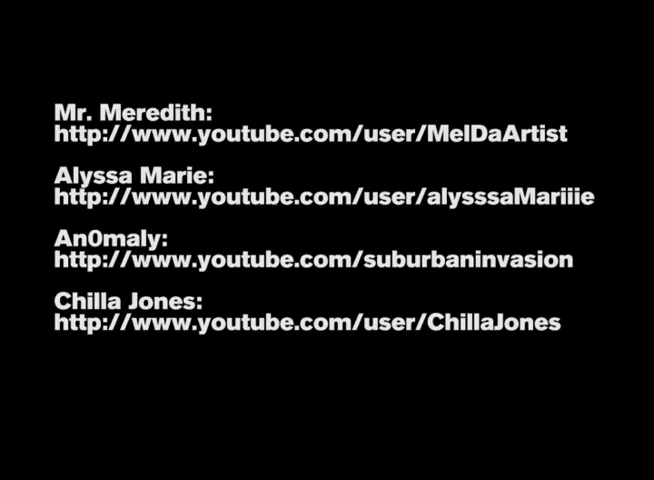 Mr. Meredith:
http://www.youtube.com/user/MelDaArtist
Alyssa Marie:
http://www.youtube.com/user/alysssaMariiie
An0maly:
http://www.youtube.com/suburbaninvasion
Chilla Jones:
http://www.youtube.com/user/ChillaJones